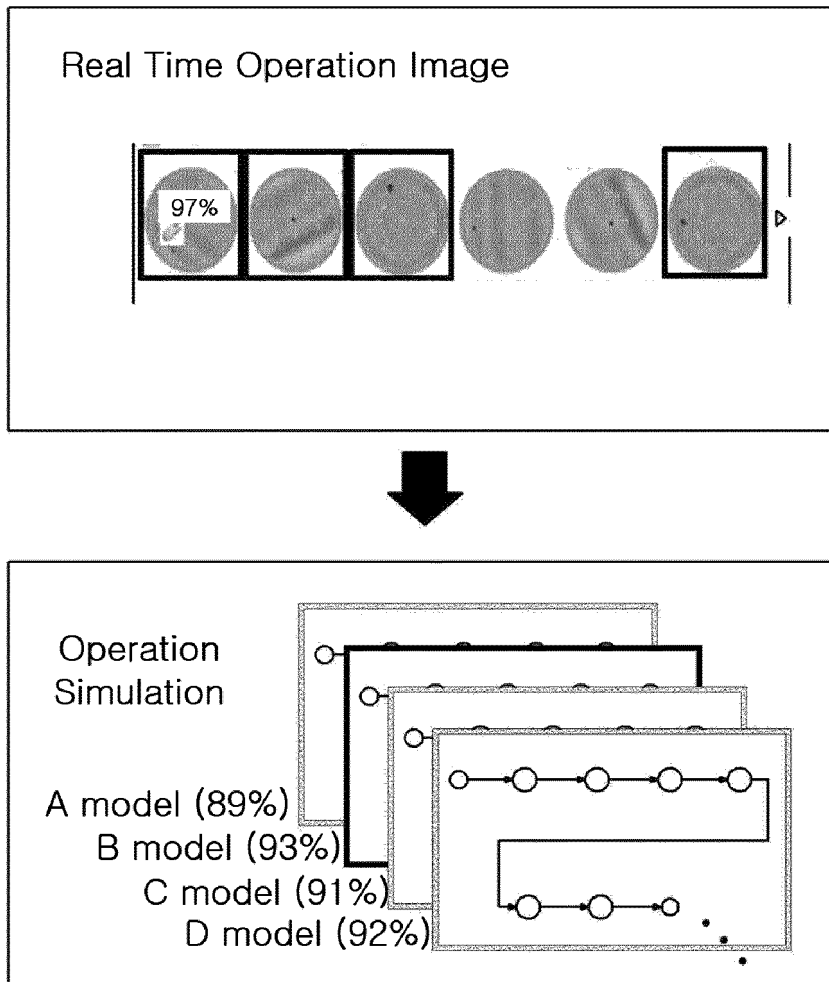 Real Time Operation Image
97%
Operation
Simulation
A model (89%)
B model (93%)
C model (91%)
D model (92%)